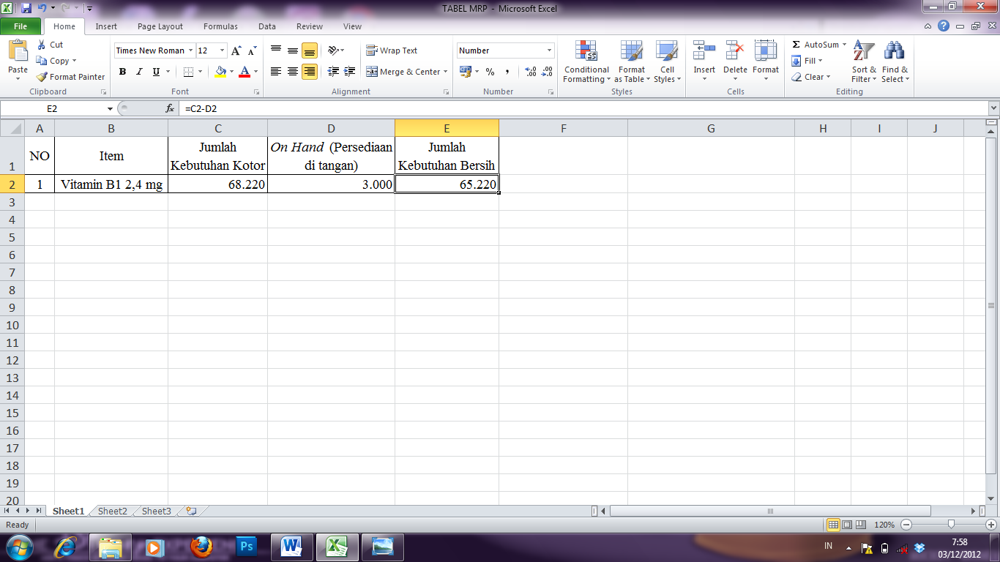 TABEL MRP - Microsoft Excel
File Home Insert Page Layout Formulas Data Review View
Paste
Cut
Copy
Format Painter
Clipboard
Times New Roman 12
B I U
Font
Wrap Text
Merge & Center
Alignment
Number
%
Number
Conditional Formatting
Format as Table
Cell Styles
Styles
Insert Delete Format
Cells
AutoSum
Fill
Clear
Sort & Filter
Find & Select
Editing
E2 fx =C2-D2
A B C D E F G H I J
1
NO
Item
Jumlah
Kebutuhan Kotor
On Hand (Persediaan
di tangan)
Jumlah
Kebutuhan Bersih
2 1 Vitamin B1 2,4 mg 68.220 3.000 65.220
3
4
5
6
7
8
9
10
11
12
13
14
15
16
17
18
19
20
Sheet1 Sheet2 Sheet3
Ready 120%
Ps
IN
7:58
03/12/2012